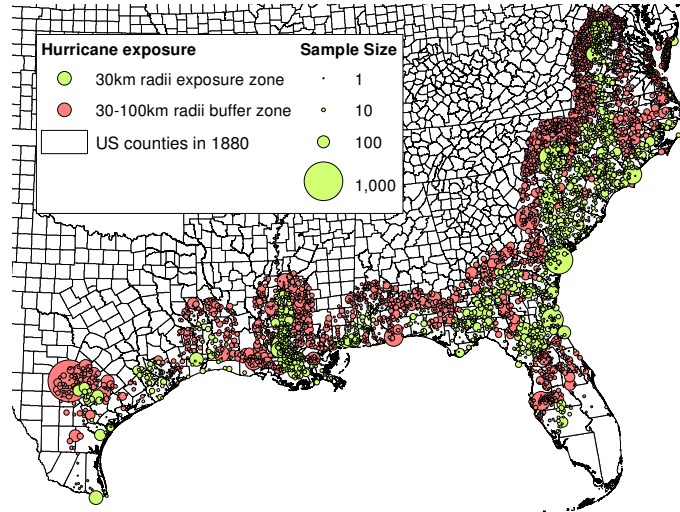 Hurricane exposure
30km radii exposure zone
30-100km radii buffer zone
US counties in 1880
Sample Size
1
10
100
1,000